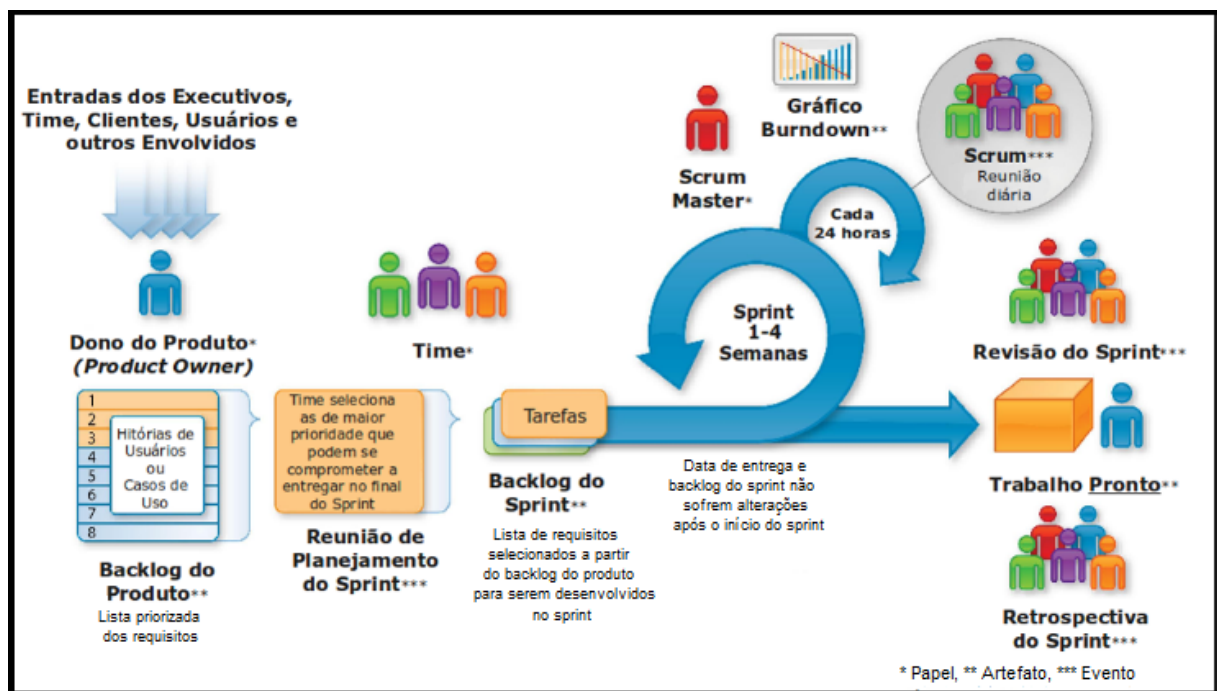 Entradas dos Executivos,
Time, Clientes, Usuários e
outros Envolvidos
Dono do Produto*
(Product Owner)
1
2
3
4
5
6
7
8
Hitórias de
Usuários
ou
Casos de
Uso
Backlog do
Produto**
Lista priorizada
dos requisitos
Time*
Time seleciona
as de maior
prioridade que
podem se
comprometer a
entregar no final
do Sprint
Reunião de
Planejamento
do Sprint***
Tarefas
Backlog do
Sprint**
Lista de requisitos
selecionados a partir
do backlog do produto
para serem desenvolvidos
no sprint
Scrum
Master*
Gráfico
Burndown**
Cada
24 horas
Scrum***
Reunião
diária
Sprint
1-4
Semanas
Data de entrega e
backlog do sprint não
sofrem alterações
após o início do sprint
Revisão do Sprint***
Trabalho Pronto**
Retrospectiva
do Sprint***
* Papel, ** Artefato, *** Evento